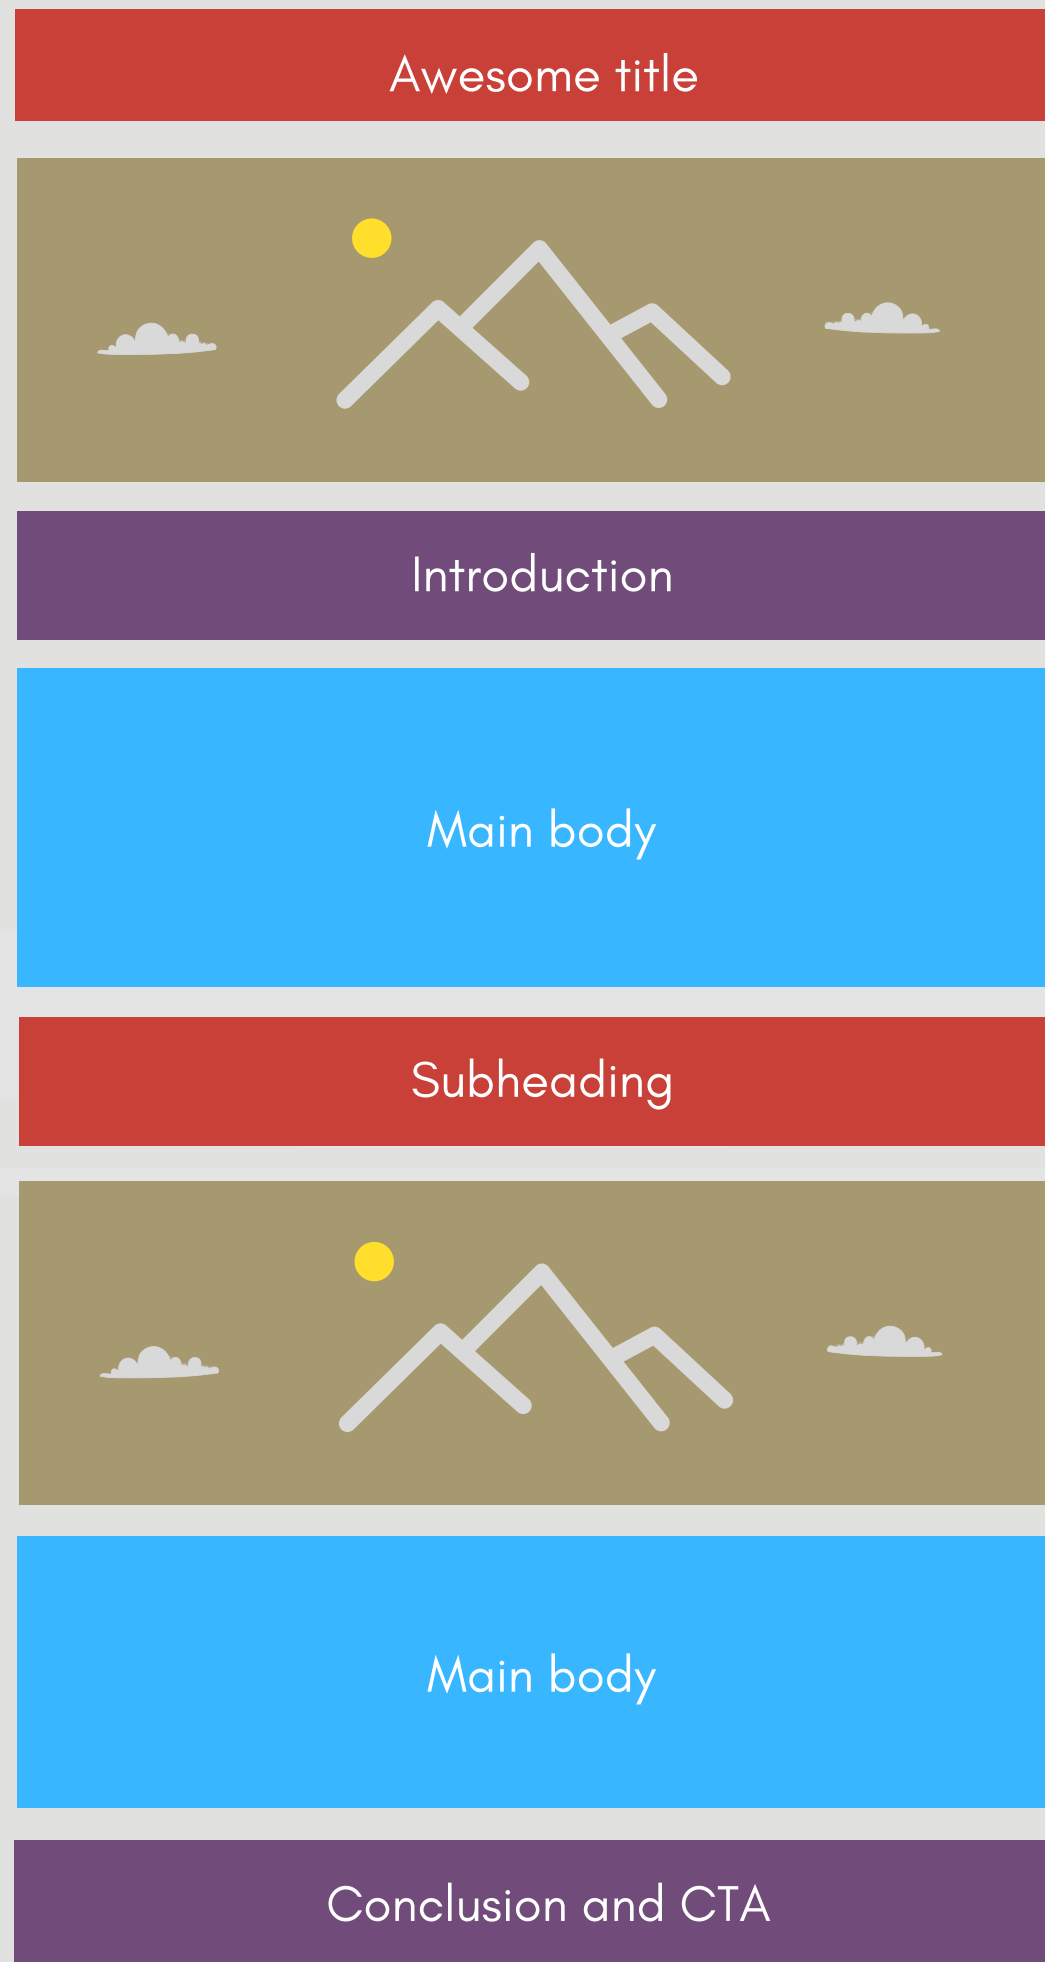 Awesome title
Introduction
Main body
Subheading
Main body
Conclusion and CTA